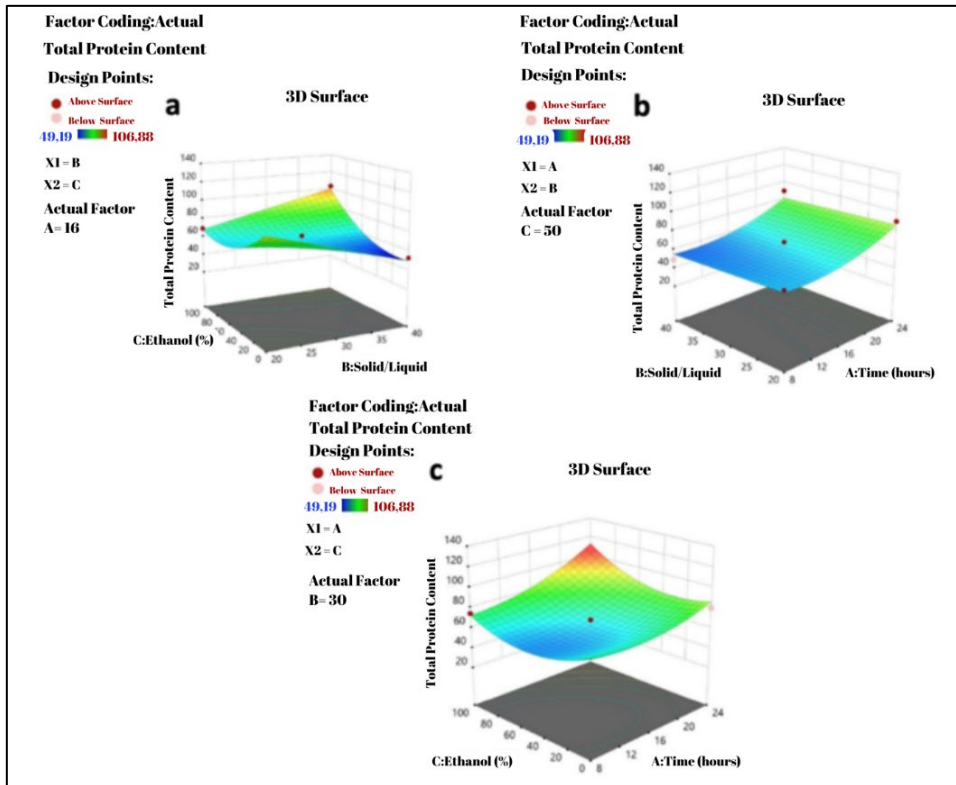 Factor Coding:Actual
Total Protein Content
Design Points:
Above Surface
Below Surface
49,19 106,88
X1 = B
X2 = C
Actual Factor
A= 16
a
3D Surface
Total Protein Content
140
120
100
80
60
40
20
100
80
60
40
20
0
C:Ethanol (%)
20
25
30
35
40
B:Solid/Liquid
Factor Coding:Actual
Total Protein Content
Design Points:
Above Surface
Below Surface
49,19 106,88
X1 = A
X2 = B
Actual Factor
C = 50
b
3D Surface
Total Protein Content
140
120
100
80
60
40
20
40
35
30
25
20
B:Solid/Liquid
8
12
16
20
24
A:Time (hours)
Factor Coding:Actual
Total Protein Content
Design Points:
Above Surface
Below Surface
49,19 106,88
X1 = A
X2 = C
Actual Factor
B= 30
c
3D Surface
Total Protein Content
140
120
100
80
60
40
20
100
80
60
40
20
0
C:Ethanol (%)
8
12
16
20
24
A:Time (hours)